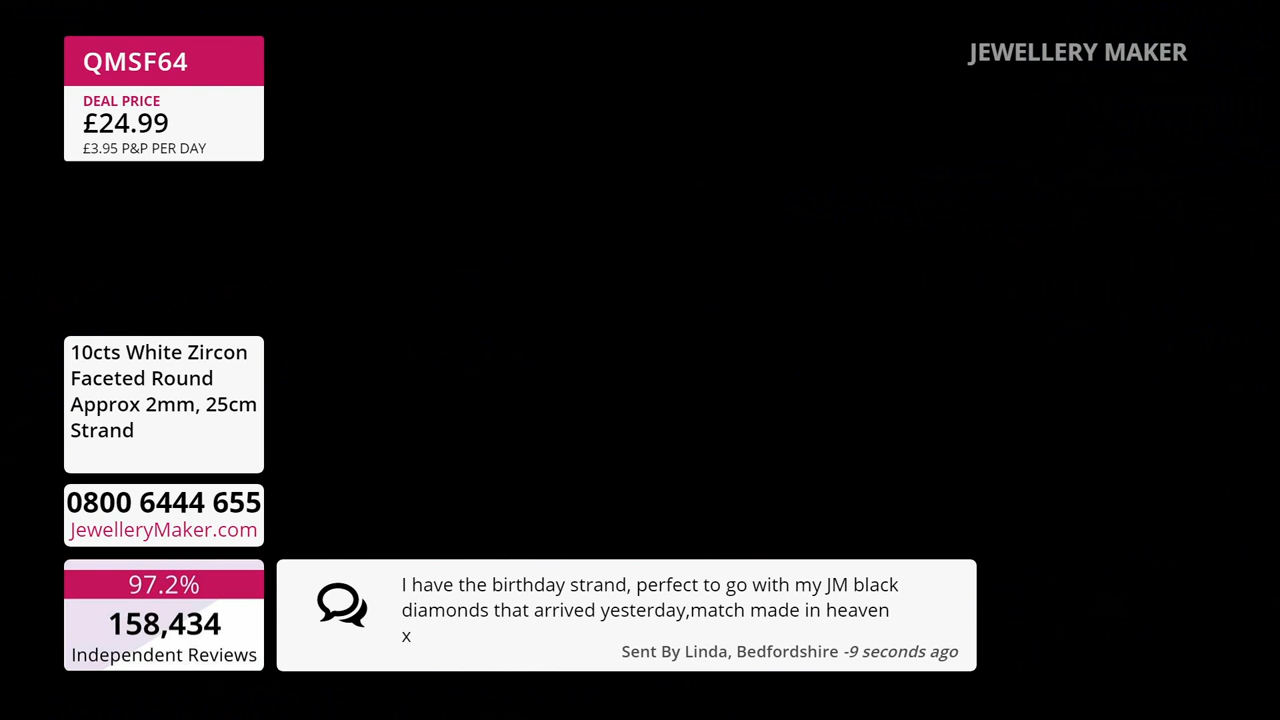 QMSF64
DEAL PRICE
£24.99
£3.95 P&P PER DAY
JEWELLERY MAKER
10cts White Zircon
Faceted Round
Approx 2mm, 25cm
Strand
0800 6444 655
JewelleryMaker.com
97.2%
158,434
Independent Reviews
I have the birthday strand, perfect to go with my JM black
diamonds that arrived yesterday,match made in heaven
x
Sent By Linda, Bedfordshire -9 seconds ago